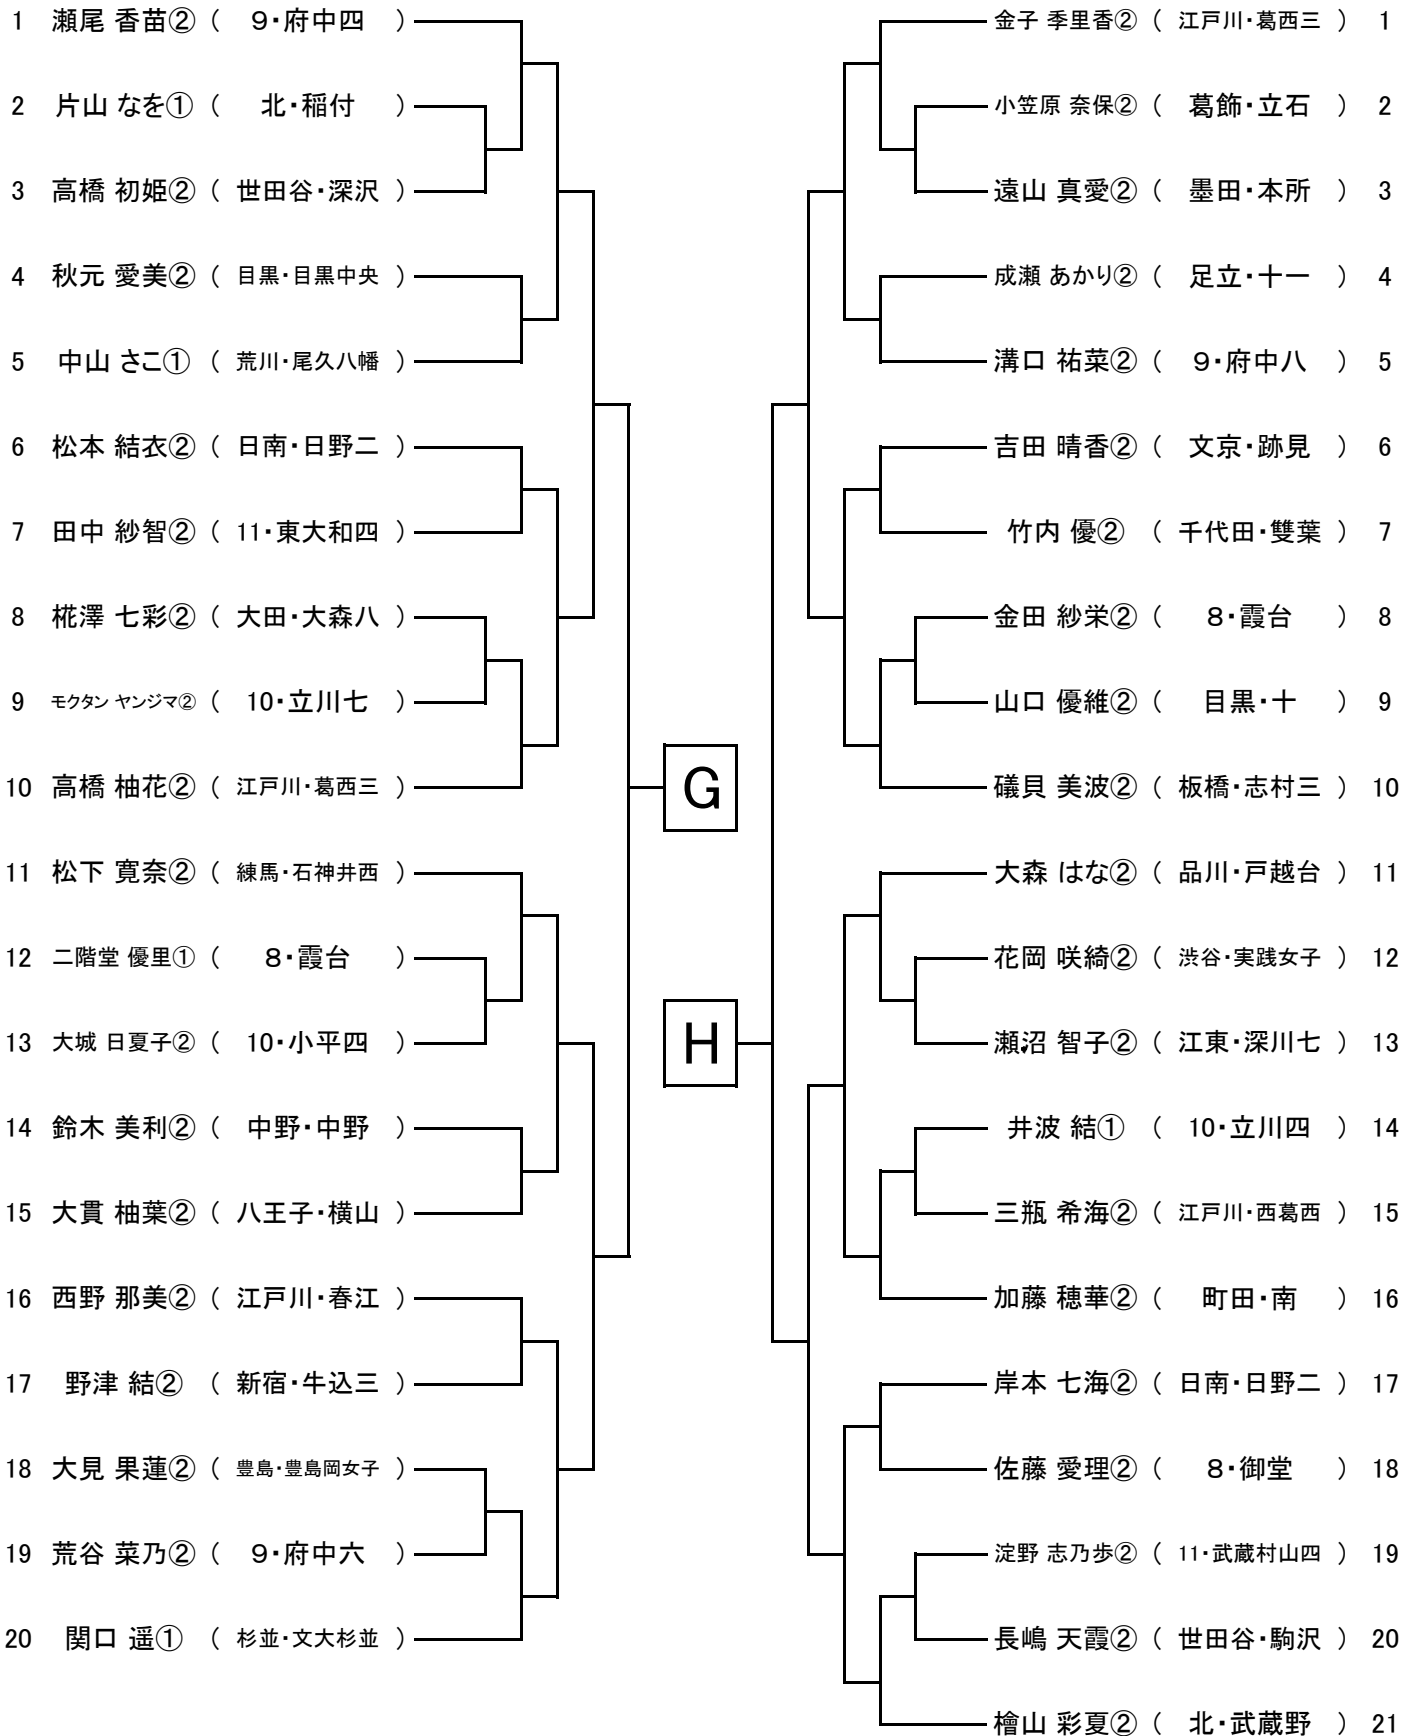 1 瀬尾 香苗② ( 9・府中四 )
2 片山 なを① ( 北・稲付 )
3 高橋 初姫② ( 世田谷・深沢 )
4 秋元 愛美② ( 目黒・目黒中央 )
5 中山 さこ① ( 荒川・尾久八幡 )
6 松本 結衣② ( 日南・日野二 )
7 田中 紗智② ( 11・東大和四 )
8 椛澤 七彩② ( 大田・大森八 )
9 モクタン ヤンジマ② ( 10・立川七 )
10 高橋 柚花② ( 江戸川・葛西三 )
11 松下 寛奈② ( 練馬・石神井西 )
12 二階堂 優里① ( 8・霞台 )
13 大城 日夏子② ( 10・小平四 )
14 鈴木 美利② ( 中野・中野 )
15 大貫 柚葉② ( 八王子・横山 )
16 西野 那美② ( 江戸川・春江 )
17 野津 結② ( 新宿・牛込三 )
18 大見 果蓮② ( 豊島・豊島岡女子 )
19 荒谷 菜乃② ( 9・府中六 )
20 関口 遥① ( 杉並・文大杉並 )
G
H
金子 季里香② ( 江戸川・葛西三 ) 1
小笠原 奈保② ( 葛飾・立石 ) 2
遠山 真愛② ( 墨田・本所 ) 3
成瀬 あかり② ( 足立・十一 ) 4
溝口 祐菜② ( 9・府中八 ) 5
吉田 晴香② ( 文京・跡見 ) 6
竹内 優② ( 千代田・雙葉 ) 7
金田 紗栄② ( 8・霞台 ) 8
山口 優維② ( 目黒・十 ) 9
礒貝 美波② ( 板橋・志村三 ) 10
大森 はな② ( 品川・戸越台 ) 11
花岡 咲綺② ( 渋谷・実践女子 ) 12
瀬沼 智子② ( 江東・深川七 ) 13
井波 結① ( 10・立川四 ) 14
三瓶 希海② ( 江戸川・西葛西 ) 15
加藤 穂華② ( 町田・南 ) 16
岸本 七海② ( 日南・日野二 ) 17
佐藤 愛理② ( 8・御堂 ) 18
淀野 志乃歩② ( 11・武蔵村山四 ) 19
長嶋 天霞② ( 世田谷・駒沢 ) 20
檜山 彩夏② ( 北・武蔵野 ) 21